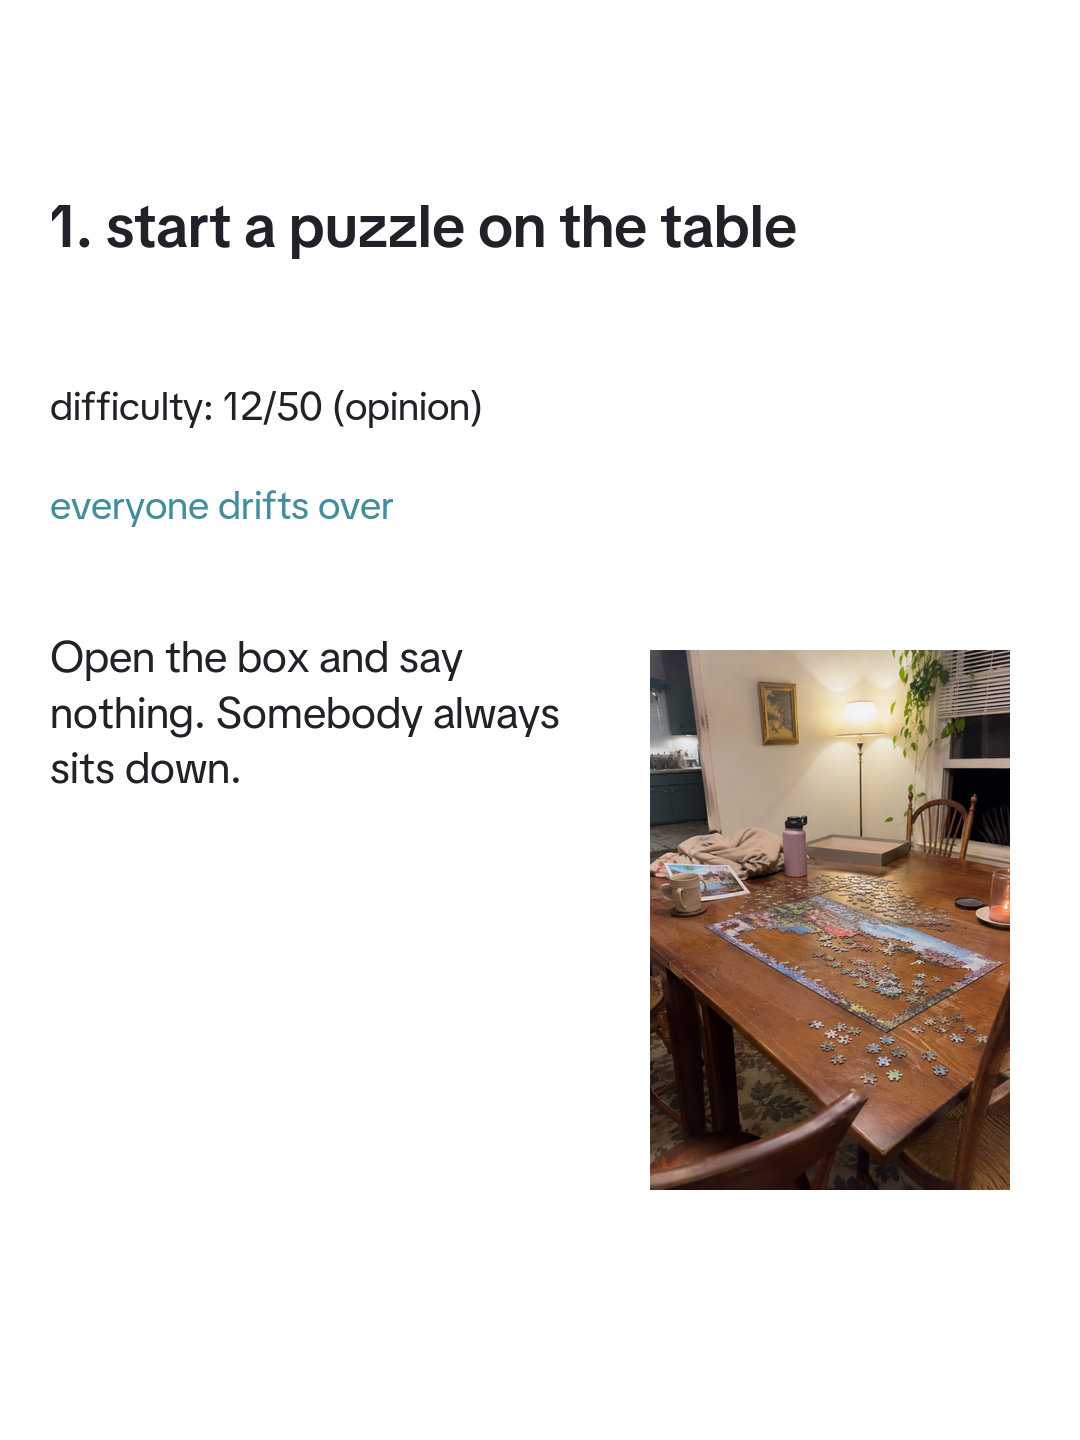 1. start a puzzle on the table
difficulty: 12/50 (opinion)
everyone drifts over
Open the box and say
nothing. Somebody always
sits down.